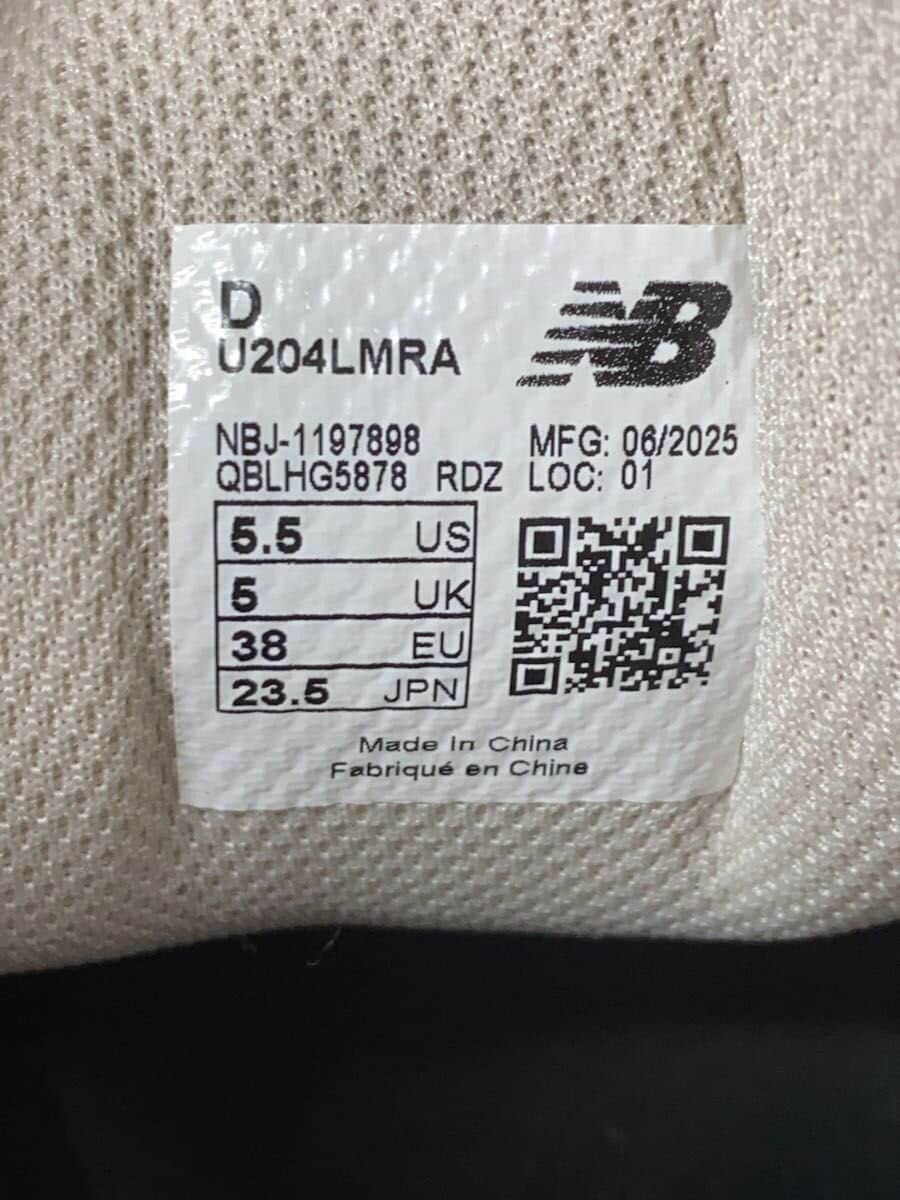 D
U204LMRA
NB
NBJ-1197898 MFG: 06/2025
QBLHG5878 RDZ LOC: 01
5.5 US
5 UK
38 EU
23.5 JPN
Made in China
Fabriqué en Chine